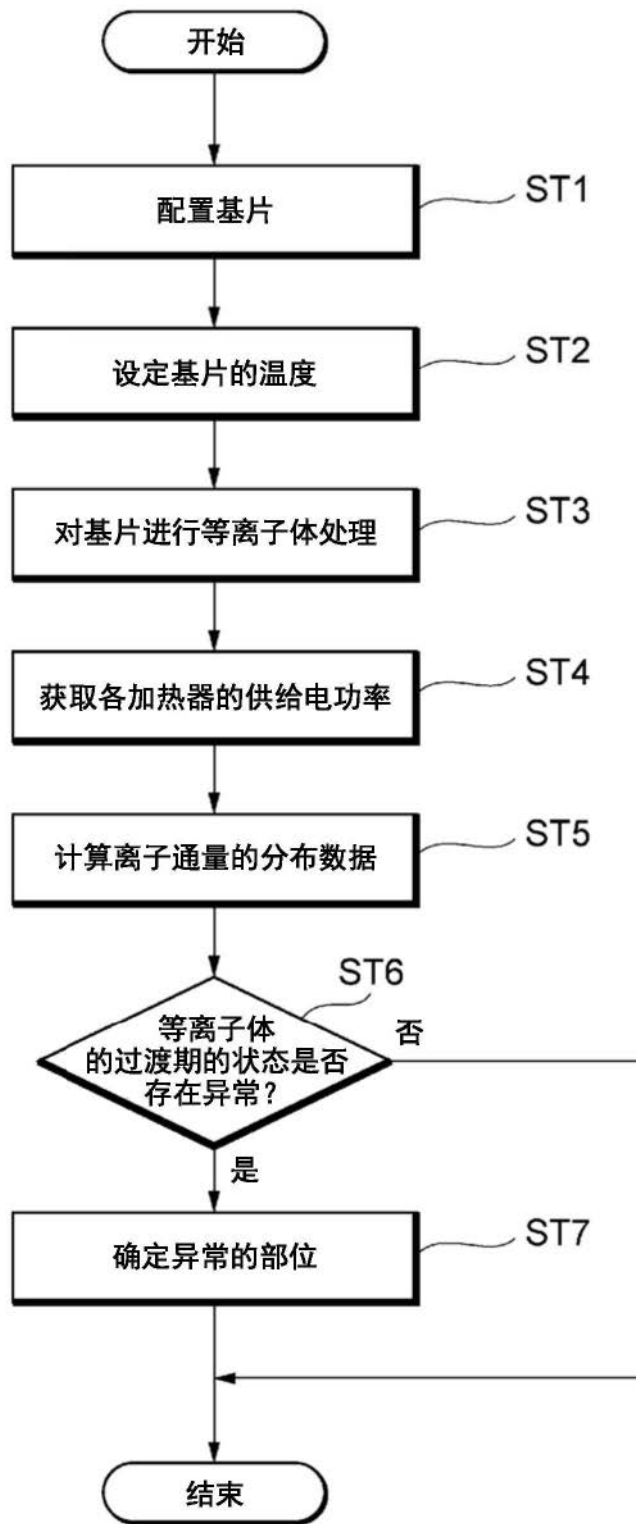 开始
配置基片
ST1
设定基片的温度
ST2
对基片进行等离子体处理
ST3
获取各加热器的供给电功率
ST4
计算离子通量的分布数据
ST5
ST6
等离子体
的过渡期的状态是否
存在异常?
否
是
确定异常的部位
ST7
结束